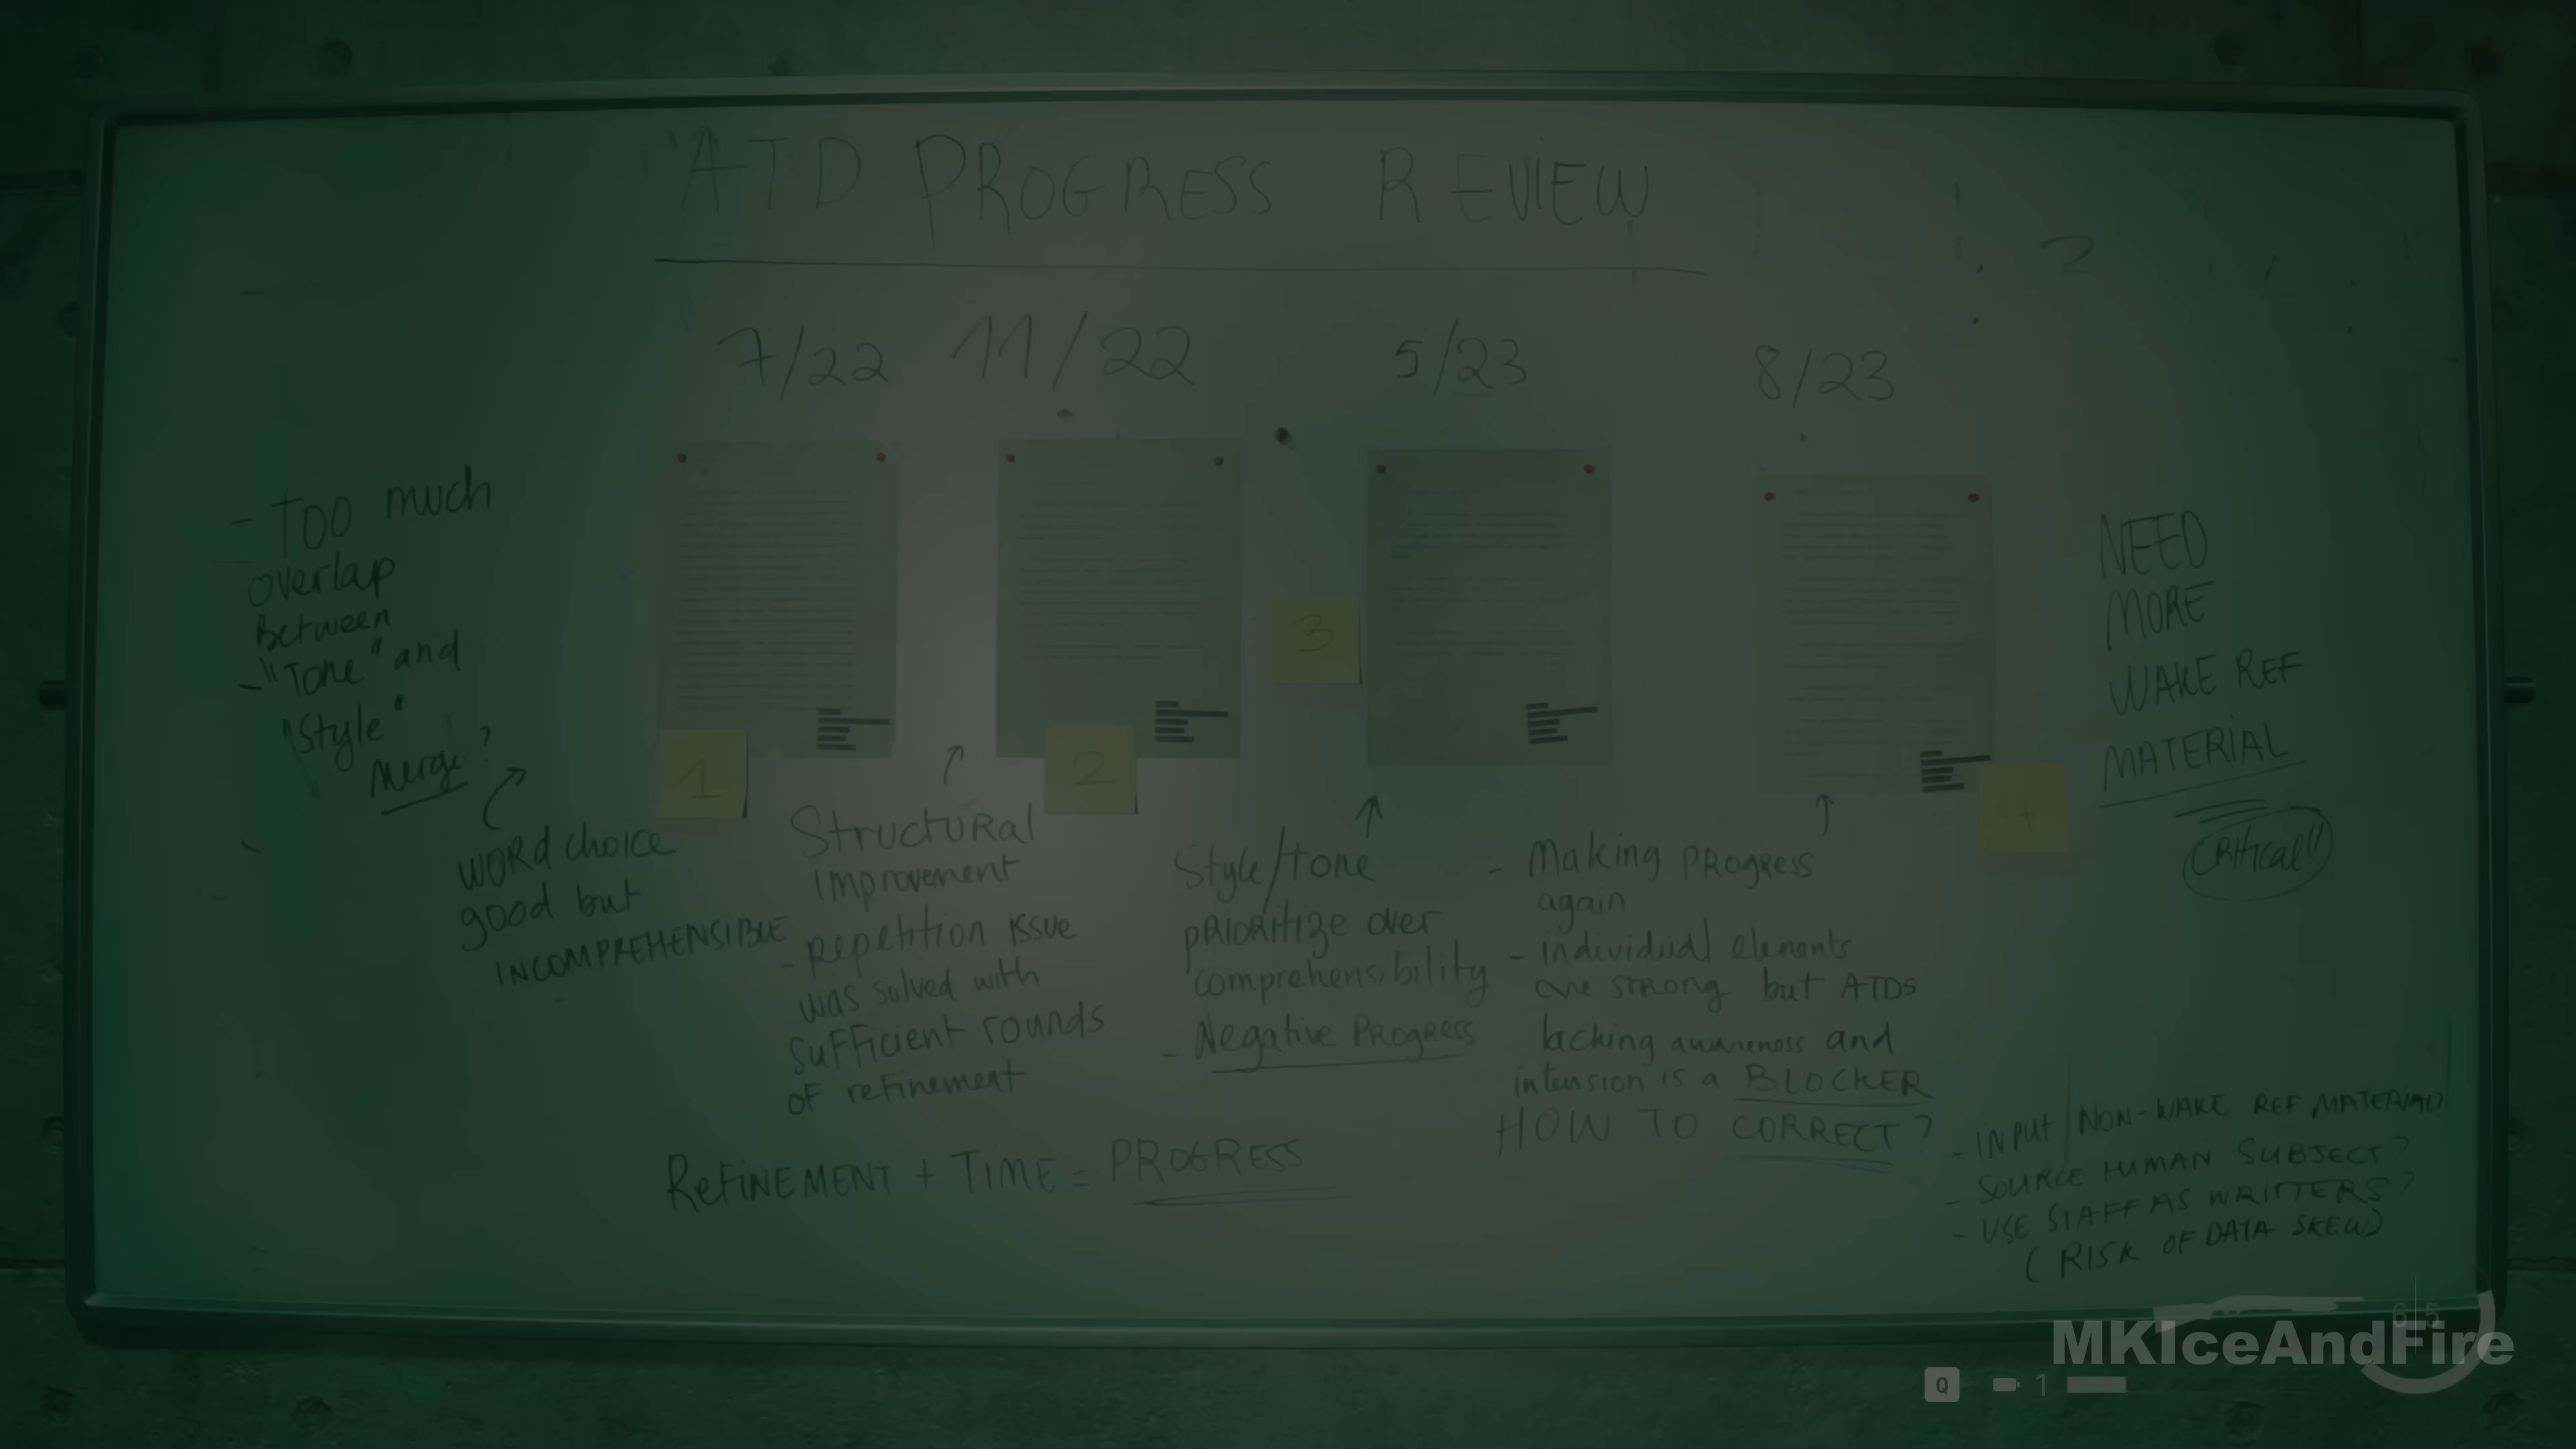 ATD PROGRESS REVIEW
7/22
11/22
5/23
8/23
- Too much
overlap
Between
- "Tone" and
"Style"
Merge?
WORD choice
good but
INCOMPREHENSIBLE
1
Structural
improvement
- Repetition issue
was solved with
sufficient rounds
of refinement
2
3
Style/tone
PRIORITIZE over
comprehensibility
- Negative Progress
- Making progress
again
- individual elements
are strong but ATDs
lacking awareness and
intension is a BLOCKER
HOW TO CORRECT?
4
NEED
MORE
WAKE REF
MATERIAL
CRitical!!
REFINEMENT + TIME = PROGRESS
- INPUT NON-WAKE REF MATERIAL?
- SOURCE HUMAN SUBJECT?
- USE STAFF AS WRITTERS?
(RISK OF DATA SKEW)
6 5
MKIceAndFire
Q 1